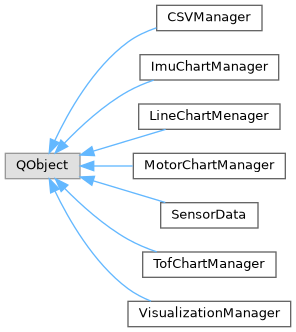 CSVManager
ImuChartManager
LineChartMenager
QObject
MotorChartManager
SensorData
TofChartManager
VisualizationManager